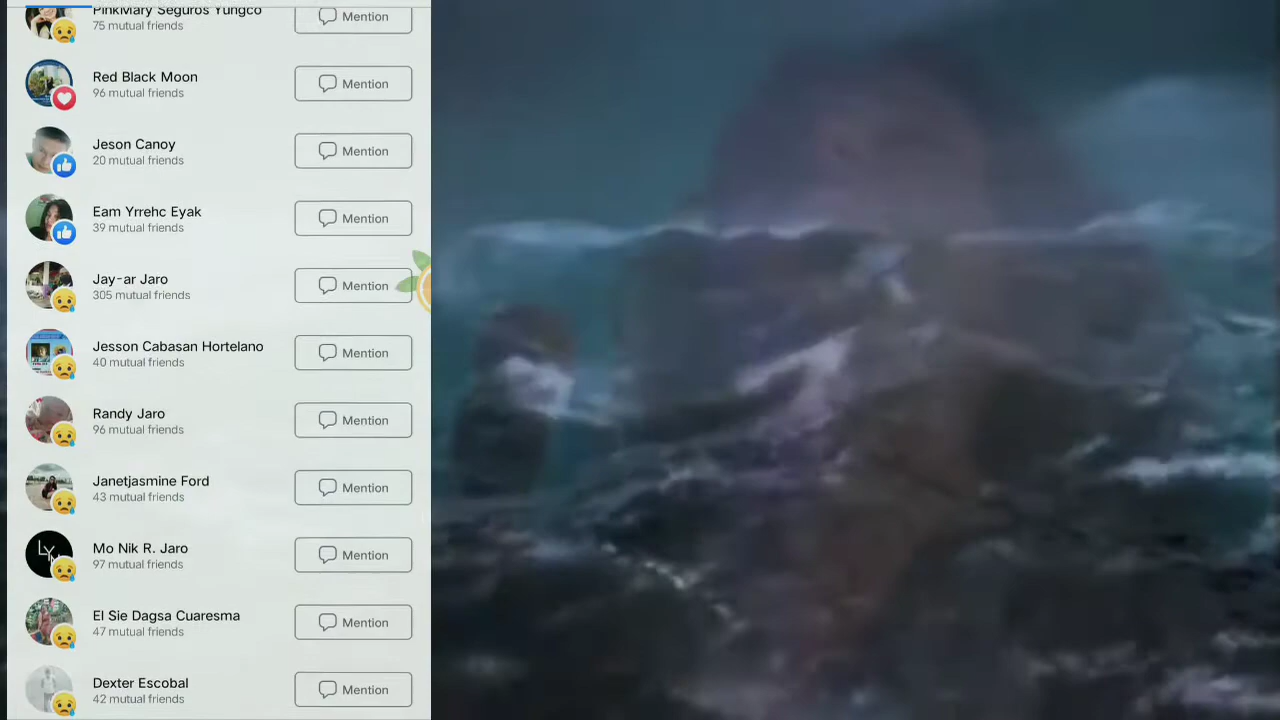 PinkMary Seguros Yungco
75 mutual friends
Mention
Red Black Moon
96 mutual friends
Mention
Jeson Canoy
20 mutual friends
Mention
Eam Yrrehc Eyak
39 mutual friends
Mention
Jay-ar Jaro
305 mutual friends
Mention
Jesson Cabasan Hortelano
40 mutual friends
Mention
Randy Jaro
96 mutual friends
Mention
Janetjasmine Ford
43 mutual friends
Mention
Mo Nik R. Jaro
97 mutual friends
Mention
El Sie Dagsa Cuaresma
47 mutual friends
Mention
Dexter Escobal
42 mutual friends
Mention